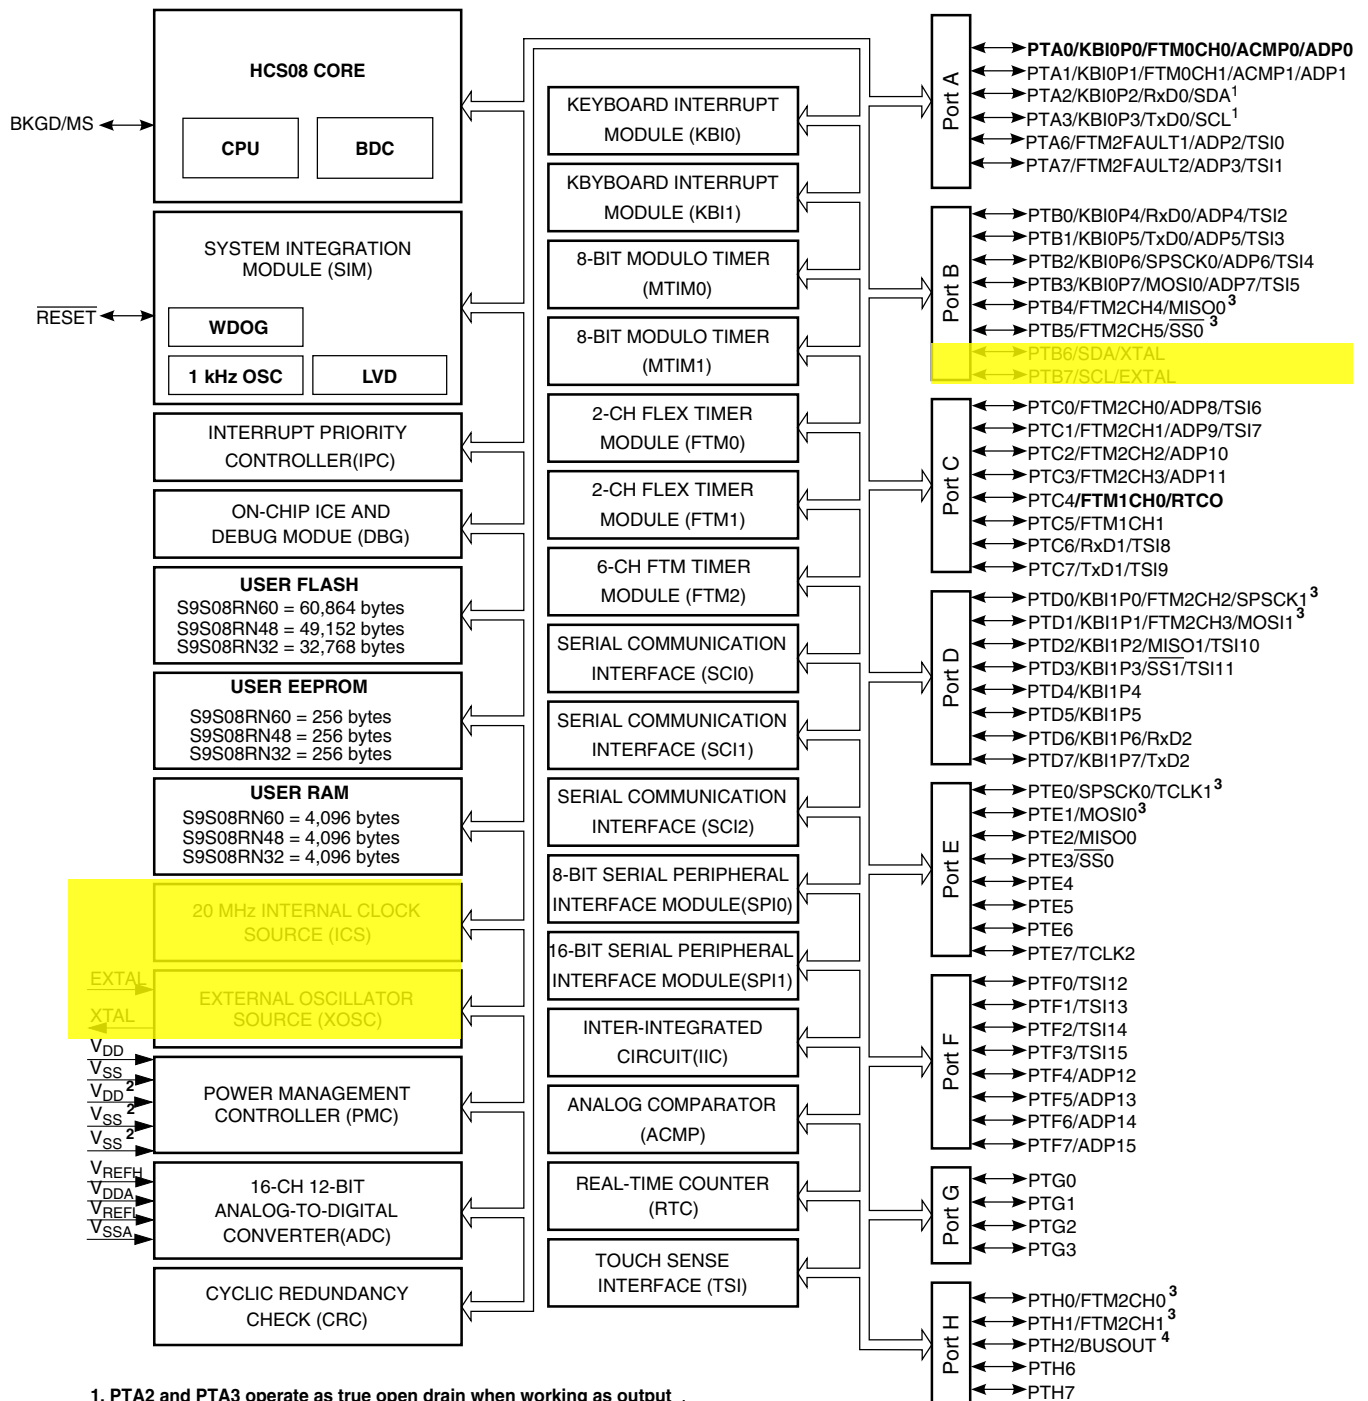 HCS08 CORE
CPU
BDC
BKGD/MS
SYSTEM INTEGRATION
MODULE (SIM)
RESET
WDOG
1 kHz OSC
LVD
INTERRUPT PRIORITY
CONTROLLER(IPC)
ON-CHIP ICE AND
DEBUG MODUE (DBG)
USER FLASH
S9S08RN60 = 60,864 bytes
S9S08RN48 = 49,152 bytes
S9S08RN32 = 32,768 bytes
USER EEPROM
S9S08RN60 = 256 bytes
S9S08RN48 = 256 bytes
S9S08RN32 = 256 bytes
USER RAM
S9S08RN60 = 4,096 bytes
S9S08RN48 = 4,096 bytes
S9S08RN32 = 4,096 bytes
20 MHz INTERNAL CLOCK
SOURCE (ICS)
EXTAL
XTAL
EXTERNAL OSCILLATOR
SOURCE (XOSC)
VDD
VSS
VDD 2
VSS 2
VSS 2
POWER MANAGEMENT
CONTROLLER (PMC)
VREFH
VDDA
VREFL
VSSA
16-CH 12-BIT
ANALOG-TO-DIGITAL
CONVERTER(ADC)
CYCLIC REDUNDANCY
CHECK (CRC)
KEYBOARD INTERRUPT
MODULE (KBI0)
KBYBOARD INTERRUPT
MODULE (KBI1)
8-BIT MODULO TIMER
(MTIM0)
8-BIT MODULO TIMER
(MTIM1)
2-CH FLEX TIMER
MODULE (FTM0)
2-CH FLEX TIMER
MODULE (FTM1)
6-CH FTM TIMER
MODULE (FTM2)
SERIAL COMMUNICATION
INTERFACE (SCI0)
SERIAL COMMUNICATION
INTERFACE (SCI1)
SERIAL COMMUNICATION
INTERFACE (SCI2)
8-BIT SERIAL PERIPHERAL
INTERFACE MODULE(SPI0)
16-BIT SERIAL PERIPHERAL
INTERFACE MODULE(SPI1)
INTER-INTEGRATED
CIRCUIT(IIC)
ANALOG COMPARATOR
(ACMP)
REAL-TIME COUNTER
(RTC)
TOUCH SENSE
INTERFACE (TSI)
Port A
PTA0/KBI0P0/FTM0CH0/ACMP0/ADP0
PTA1/KBI0P1/FTM0CH1/ACMP1/ADP1
PTA2/KBI0P2/RxD0/SDA1
PTA3/KBI0P3/TxD0/SCL1
PTA6/FTM2FAULT1/ADP2/TSI0
PTA7/FTM2FAULT2/ADP3/TSI1
Port B
PTB0/KBI0P4/RxD0/ADP4/TSI2
PTB1/KBI0P5/TxD0/ADP5/TSI3
PTB2/KBI0P6/SPSCK0/ADP6/TSI4
PTB3/KBI0P7/MOSI0/ADP7/TSI5
PTB4/FTM2CH4/MISO0 3
PTB5/FTM2CH5/SS0 3
PTB6/SDA/XTAL
PTB7/SCL/EXTAL
Port C
PTC0/FTM2CH0/ADP8/TSI6
PTC1/FTM2CH1/ADP9/TSI7
PTC2/FTM2CH2/ADP10
PTC3/FTM2CH3/ADP11
PTC4/FTM1CH0/RTCO
PTC5/FTM1CH1
PTC6/RxD1/TSI8
PTC7/TxD1/TSI9
Port D
PTD0/KBI1P0/FTM2CH2/SPSCK1 3
PTD1/KBI1P1/FTM2CH3/MOSI1 3
PTD2/KBI1P2/MISO1/TSI10
PTD3/KBI1P3/SS1/TSI11
PTD4/KBI1P4
PTD5/KBI1P5
PTD6/KBI1P6/RxD2
PTD7/KBI1P7/TxD2
Port E
PTE0/SPSCK0/TCLK1 3
PTE1/MOSI0 3
PTE2/MISO0
PTE3/SS0
PTE4
PTE5
PTE6
PTE7/TCLK2
Port F
PTF0/TSI12
PTF1/TSI13
PTF2/TSI14
PTF3/TSI15
PTF4/ADP12
PTF5/ADP13
PTF6/ADP14
PTF7/ADP15
Port G
PTG0
PTG1
PTG2
PTG3
Port H
PTH0/FTM2CH0 3
PTH1/FTM2CH1 3
PTH2/BUSOUT 4
PTH6
PTH7
1. PTA2 and PTA3 operate as true open drain when working as output .